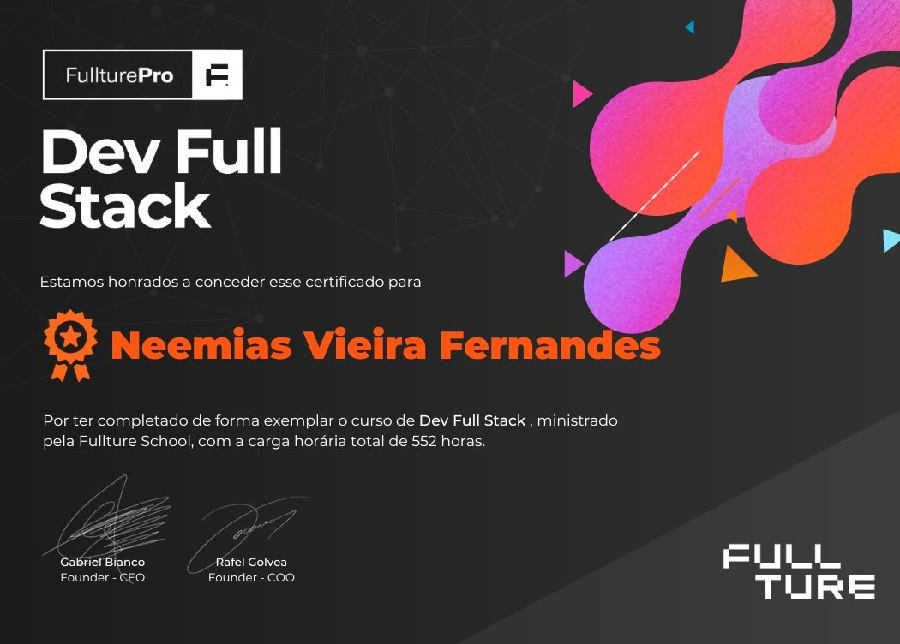 FullturePro F.
Dev Full
Stack
Estamos honrados a conceder esse certificado para
Neemias Vieira Fernandes
Por ter completado de forma exemplar o curso de Dev Full Stack . ministrado
pela Fullture School, com a carga horária total de 552 horas.
Gabriel Bianco
Founder - CEO
Rafel Golvea
Founder - COO
FULL
TURE